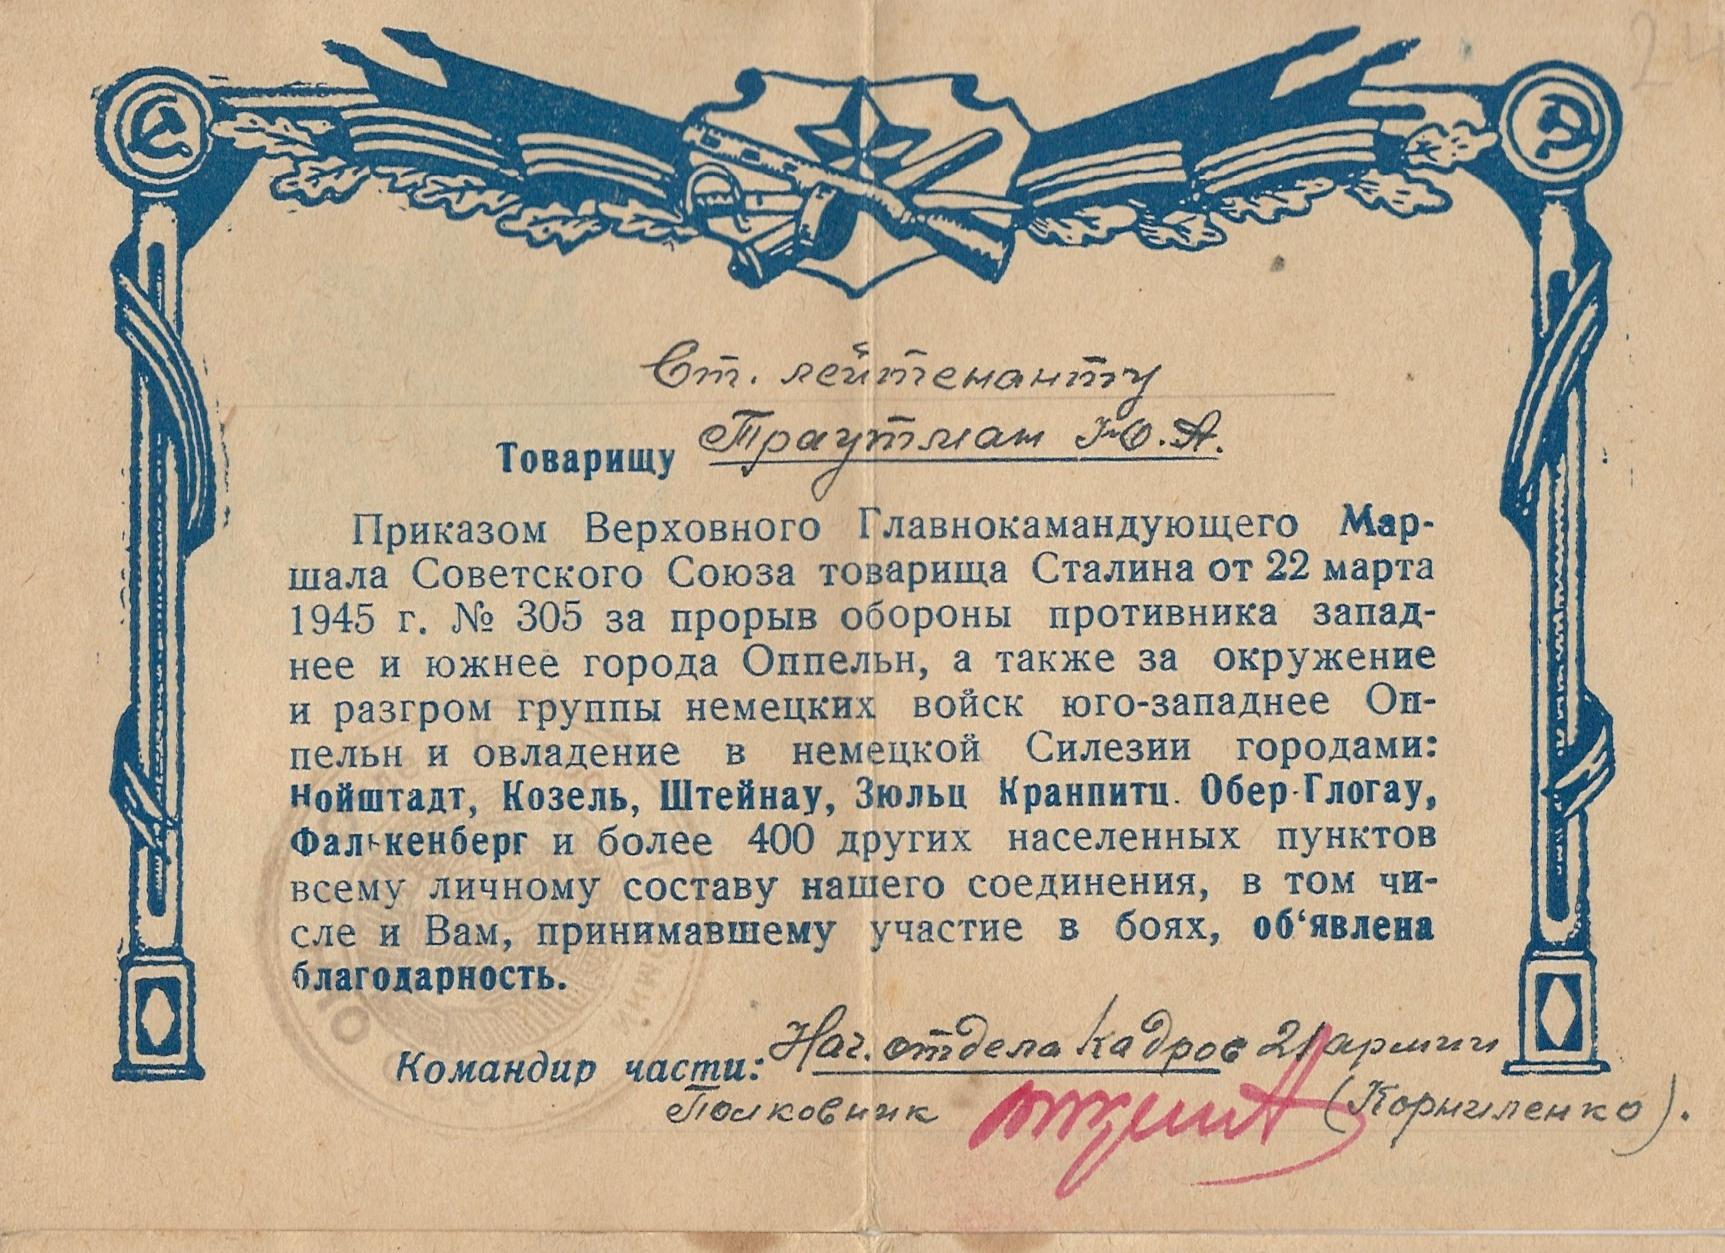 24
Ст. лейтенанту
Товарищу Траутман Ю. А.
Приказом Верховного Главнокамандующего Мар-
шала Советского Союза товарища Сталина от 22 марта
1945 г. № 305 за прорыв обороны противника запад-
нее и южнее города Оппельн, а также за окружение
и разгром группы немецких войск юго-западнее Оп-
пельн и овладение в немецкой Силезии городами:
Нойштадт, Козель, Штейнау, Зюльц Кранпитц. Обер-Глогау,
Фалькенберг и более 400 других населенных пунктов
всему личному составу нашего соединения, в том чи-
сле и Вам, принимавшему участие в боях, об‘явлена
благодарность.
Командир части: Нач. отдела кадров 21 армии
Полковник (Корниленко).